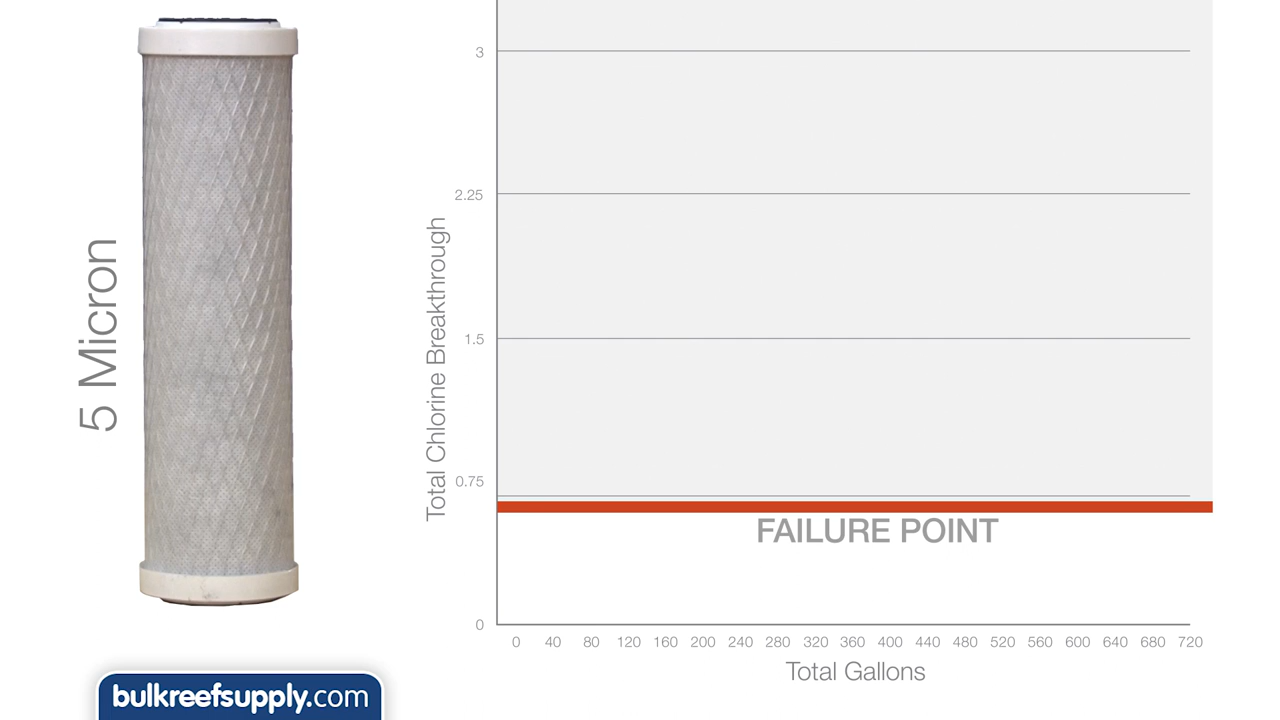 5 Micron
Total Chlorine Breakthrough
3
2.25
1.5
0.75
0
FAILURE POINT
0 40 80 120 160 200 240 280 320 360 400 440 480 520 560 600 640 680 720
Total Gallons
bulkreefsupply.com